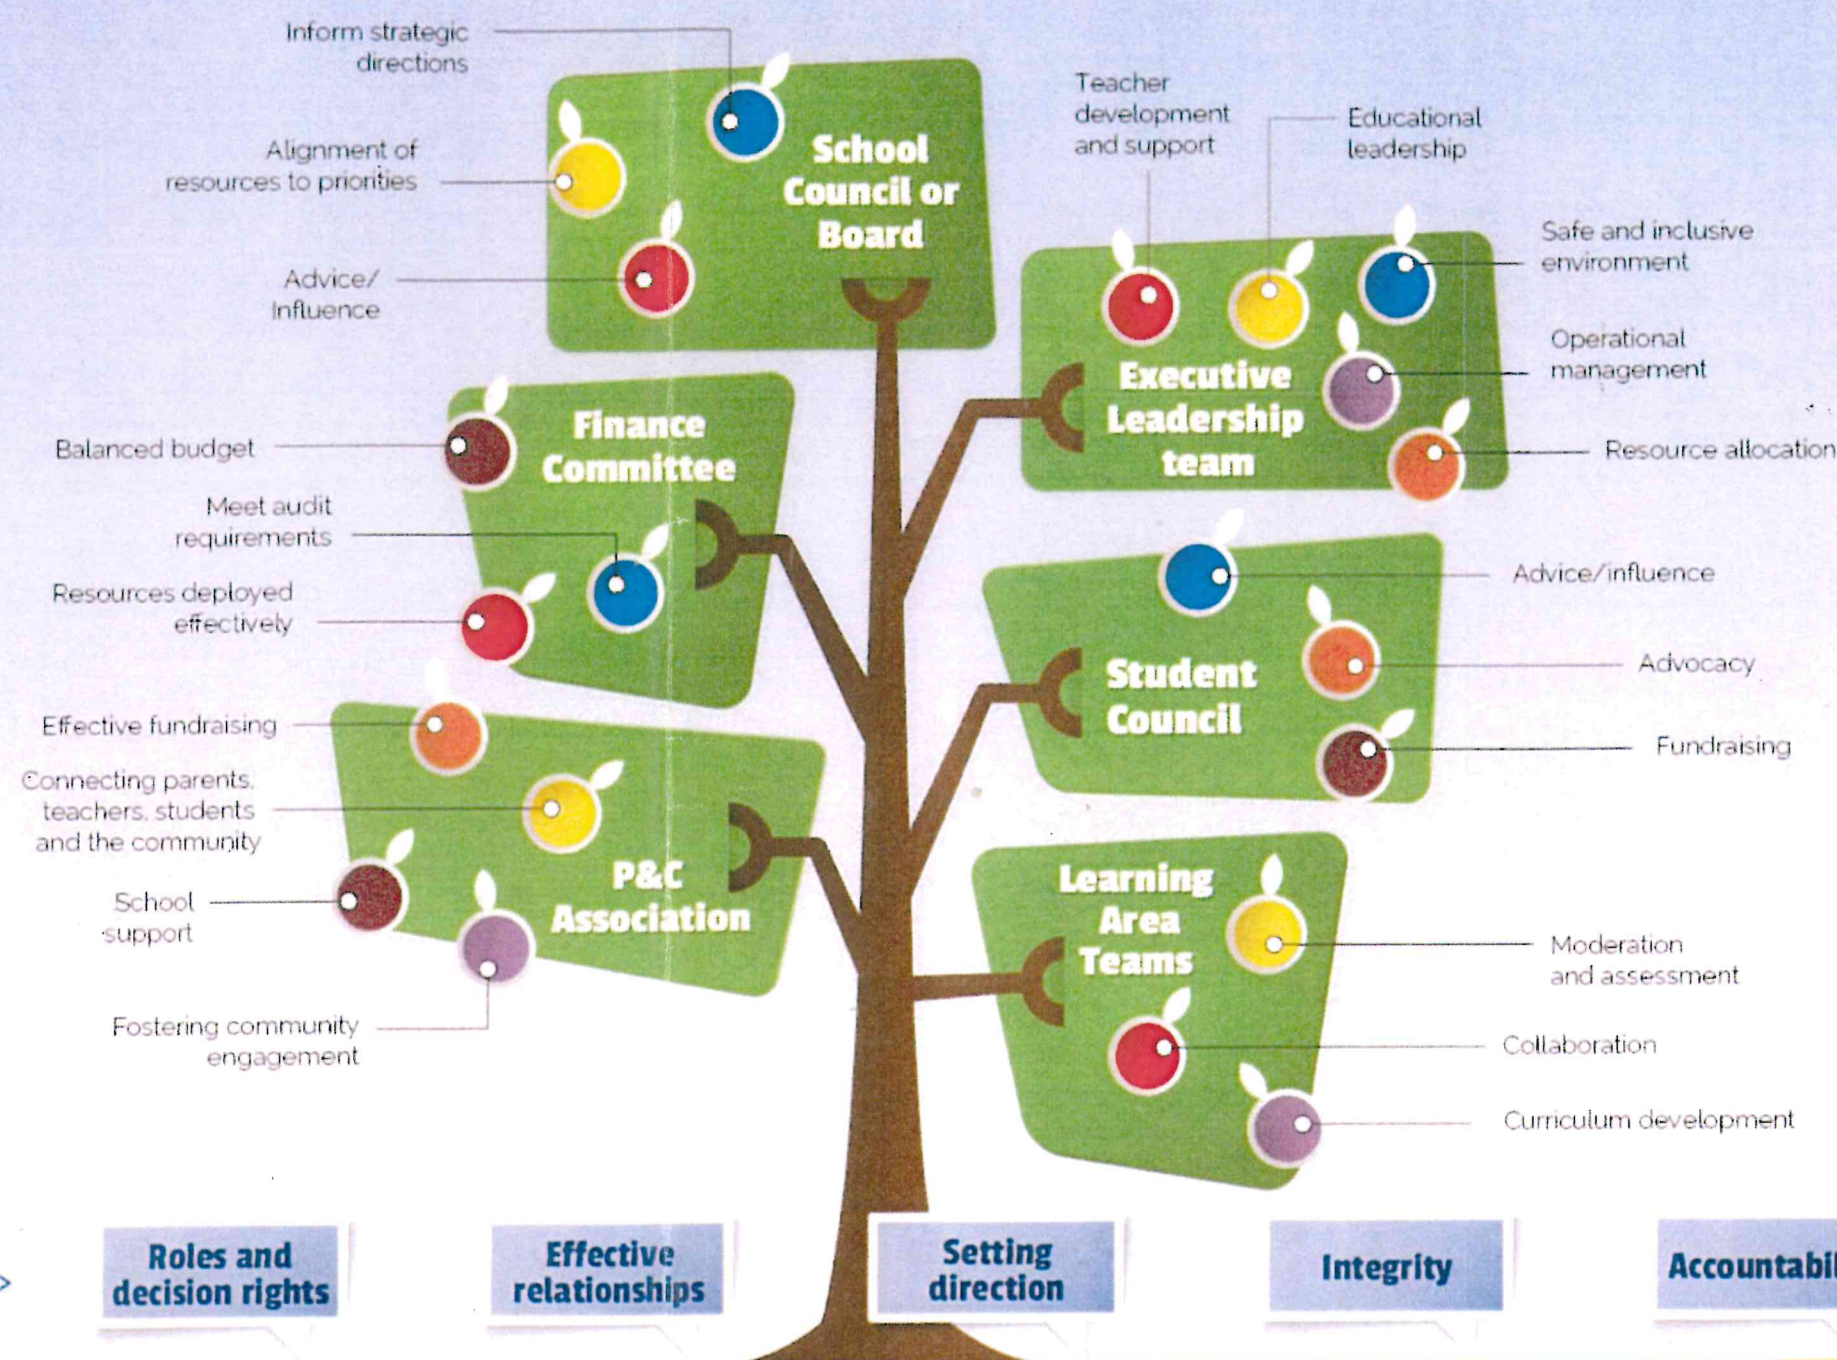 Inform strategic
directions
Alignment of
resources to priorities
Advice/
Influence
School
Council or
Board
Teacher
development
and support
Educational
leadership
Safe and inclusive
environment
Operational
management
Resource allocation
Executive
Leadership
team
Finance
Committee
Balanced budget
Meet audit
requirements
Resources deployed
effectively
Advice/influence
Advocacy
Fundraising
Student
Council
Effective fundraising
Connecting parents,
teachers, students
and the community
School
support
Fostering community
engagement
P&C
Association
Learning
Area
Teams
Moderation
and assessment
Collaboration
Curriculum development
Roles and
decision rights
Effective
relationships
Setting
direction
Integrity
Accountabil